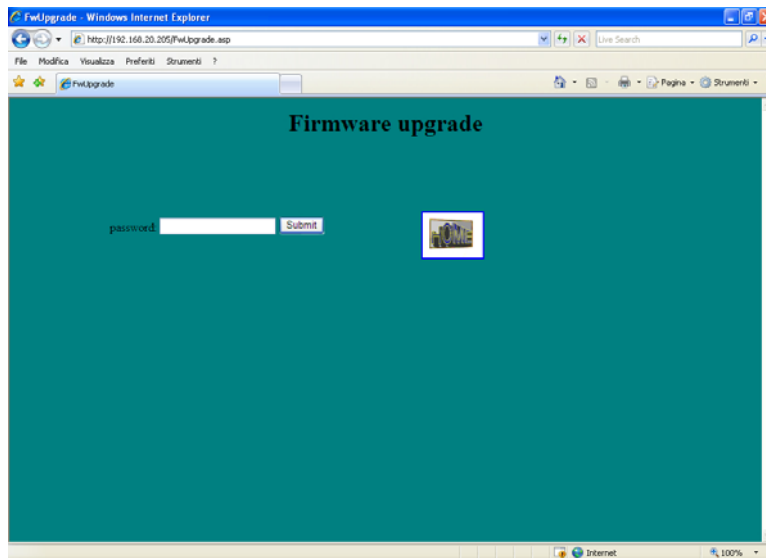 FwUpgrade - Windows Internet Explorer
http://192.168.20.205/FwUpgrade.asp
Live Search
File Modifica Visualizza Preferiti Strumenti ?
FwUpgrade
Pagina Strumenti
Firmware upgrade
password: Submit
HOME
Internet 100%